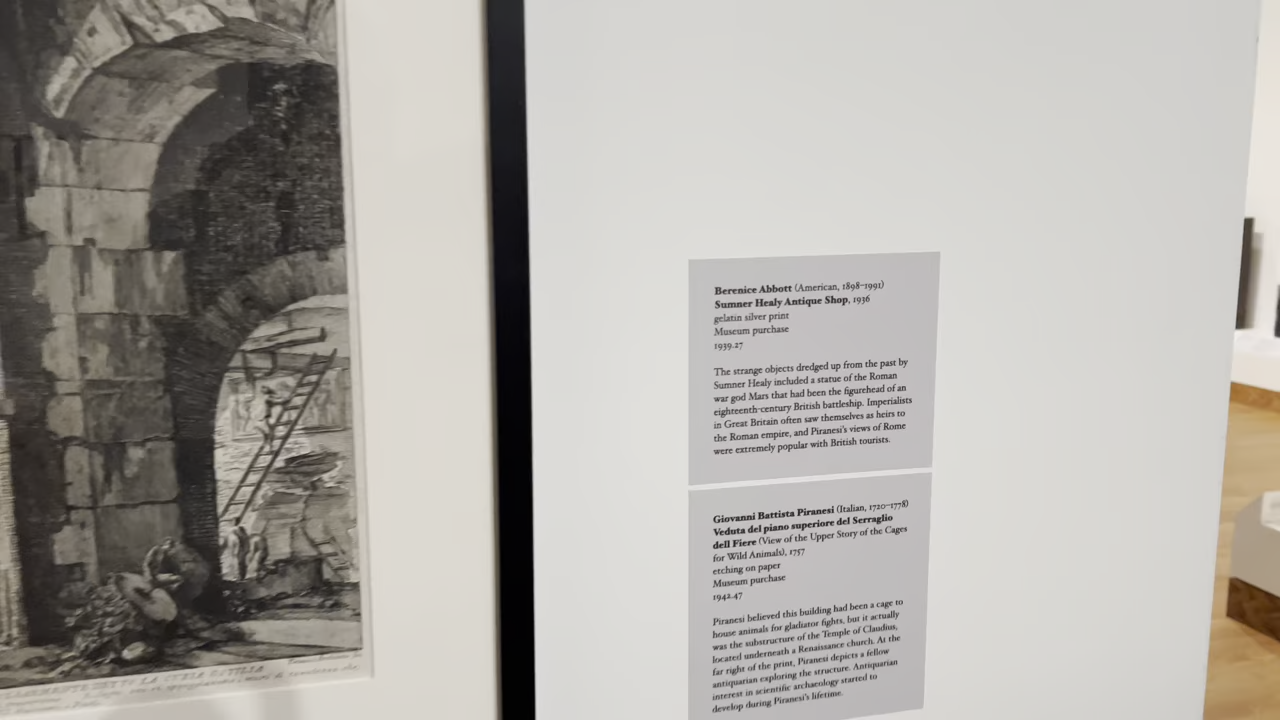 Berenice Abbott (American, 1898–1991)
Sumner Healy Antique Shop, 1936
gelatin silver print
Museum purchase
1939.27
The strange objects dredged up from the past by
Sumner Healy included a statue of the Roman
war god Mars that had been the figurehead of an
eighteenth-century British battleship. Imperialists
in Great Britain often saw themselves as heirs to
the Roman empire, and Piranesi's views of Rome
were extremely popular with British tourists.
Giovanni Battista Piranesi (Italian, 1720–1778)
Veduta del piano superiore del Serraglio
dell Fiere (View of the Upper Story of the Cages
for Wild Animals), 1757
etching on paper
Museum purchase
1942.47
Piranesi believed this building had been a cage to
house animals for gladiator fights, but it actually
was the substructure of the Temple of Claudius,
located underneath a Renaissance church. At the
far right of the print, Piranesi depicts a fellow
antiquarian exploring the structure. Antiquarian
interest in scientific archaeology started to
develop during Piranesi's lifetime.
LA CURIA OSTILIA